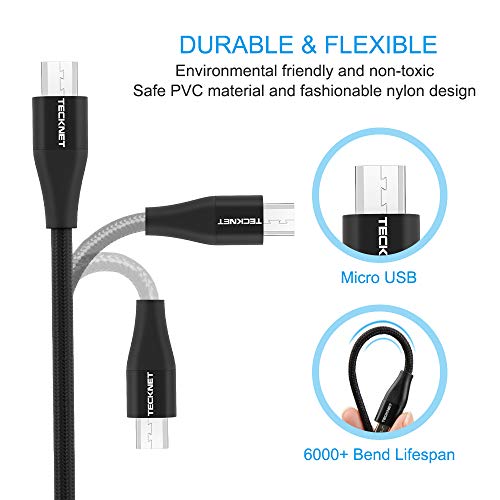 DURABLE & FLEXIBLE
Environmental friendly and non-toxic
Safe PVC material and fashionable nylon design
TECKNET
TECKNET
TECKNET
TECKNET
Micro USB
TECKNET
6000+ Bend Lifespan